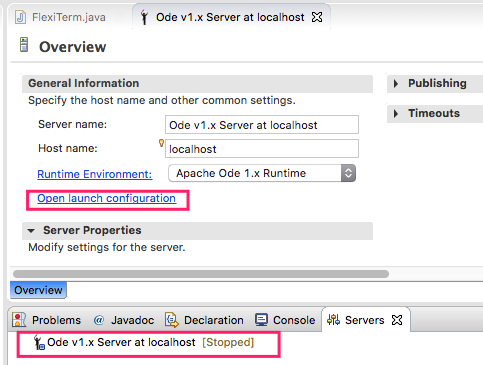 FlexiTerm.java
Ode v1.x Server at localhost
Overview
General Information
Specify the host name and other common settings.
Server name:
Ode v1.x Server at localhost
Host name:
localhost
Runtime Environment:
Apache Ode 1.x Runtime
Open launch configuration
Server Properties
Modify settings for the server.
Publishing
Timeouts
Overview
Problems
@ Javadoc
Declaration
Console
Servers
Ode v1.x Server at localhost [Stopped]